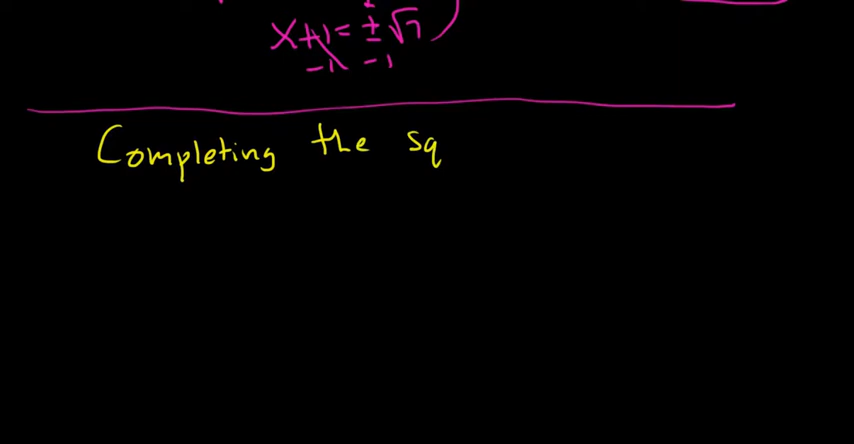 x+1 = ± √7
-1 -1
Completing the sq